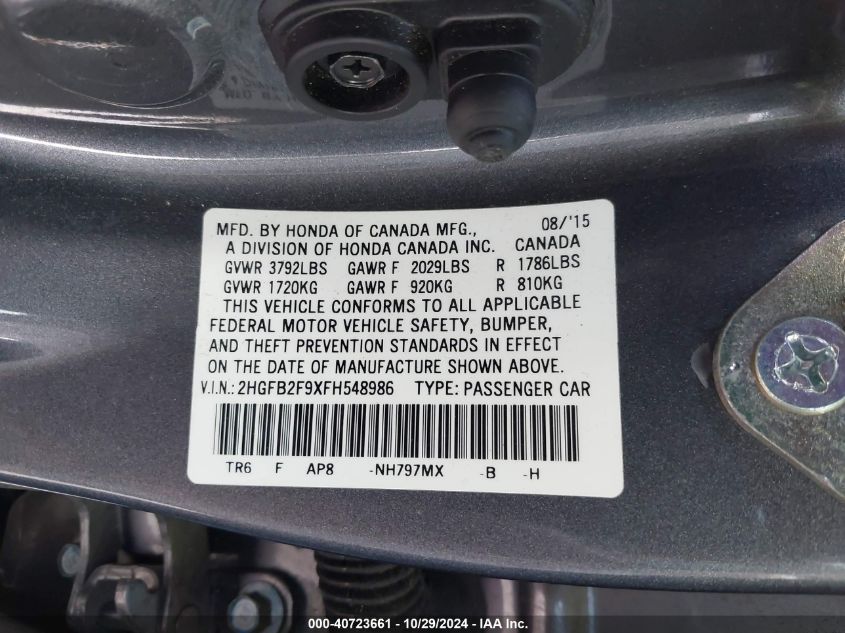 MFD. BY HONDA OF CANADA MFG., 08/'15
A DIVISION OF HONDA CANADA INC. CANADA
GVWR 3792LBS GAWR F 2029LBS R 1786LBS
GVWR 1720KG GAWR F 920KG R 810KG
THIS VEHICLE CONFORMS TO ALL APPLICABLE
FEDERAL MOTOR VEHICLE SAFETY, BUMPER,
AND THEFT PREVENTION STANDARDS IN EFFECT
ON THE DATE OF MANUFACTURE SHOWN ABOVE.
V.I.N.: 2HGFB2F9XFH548986 TYPE: PASSENGER CAR
TR6 F AP8 -NH797MX -B -H
000-40723661 - 10/29/2024 - IAA Inc.